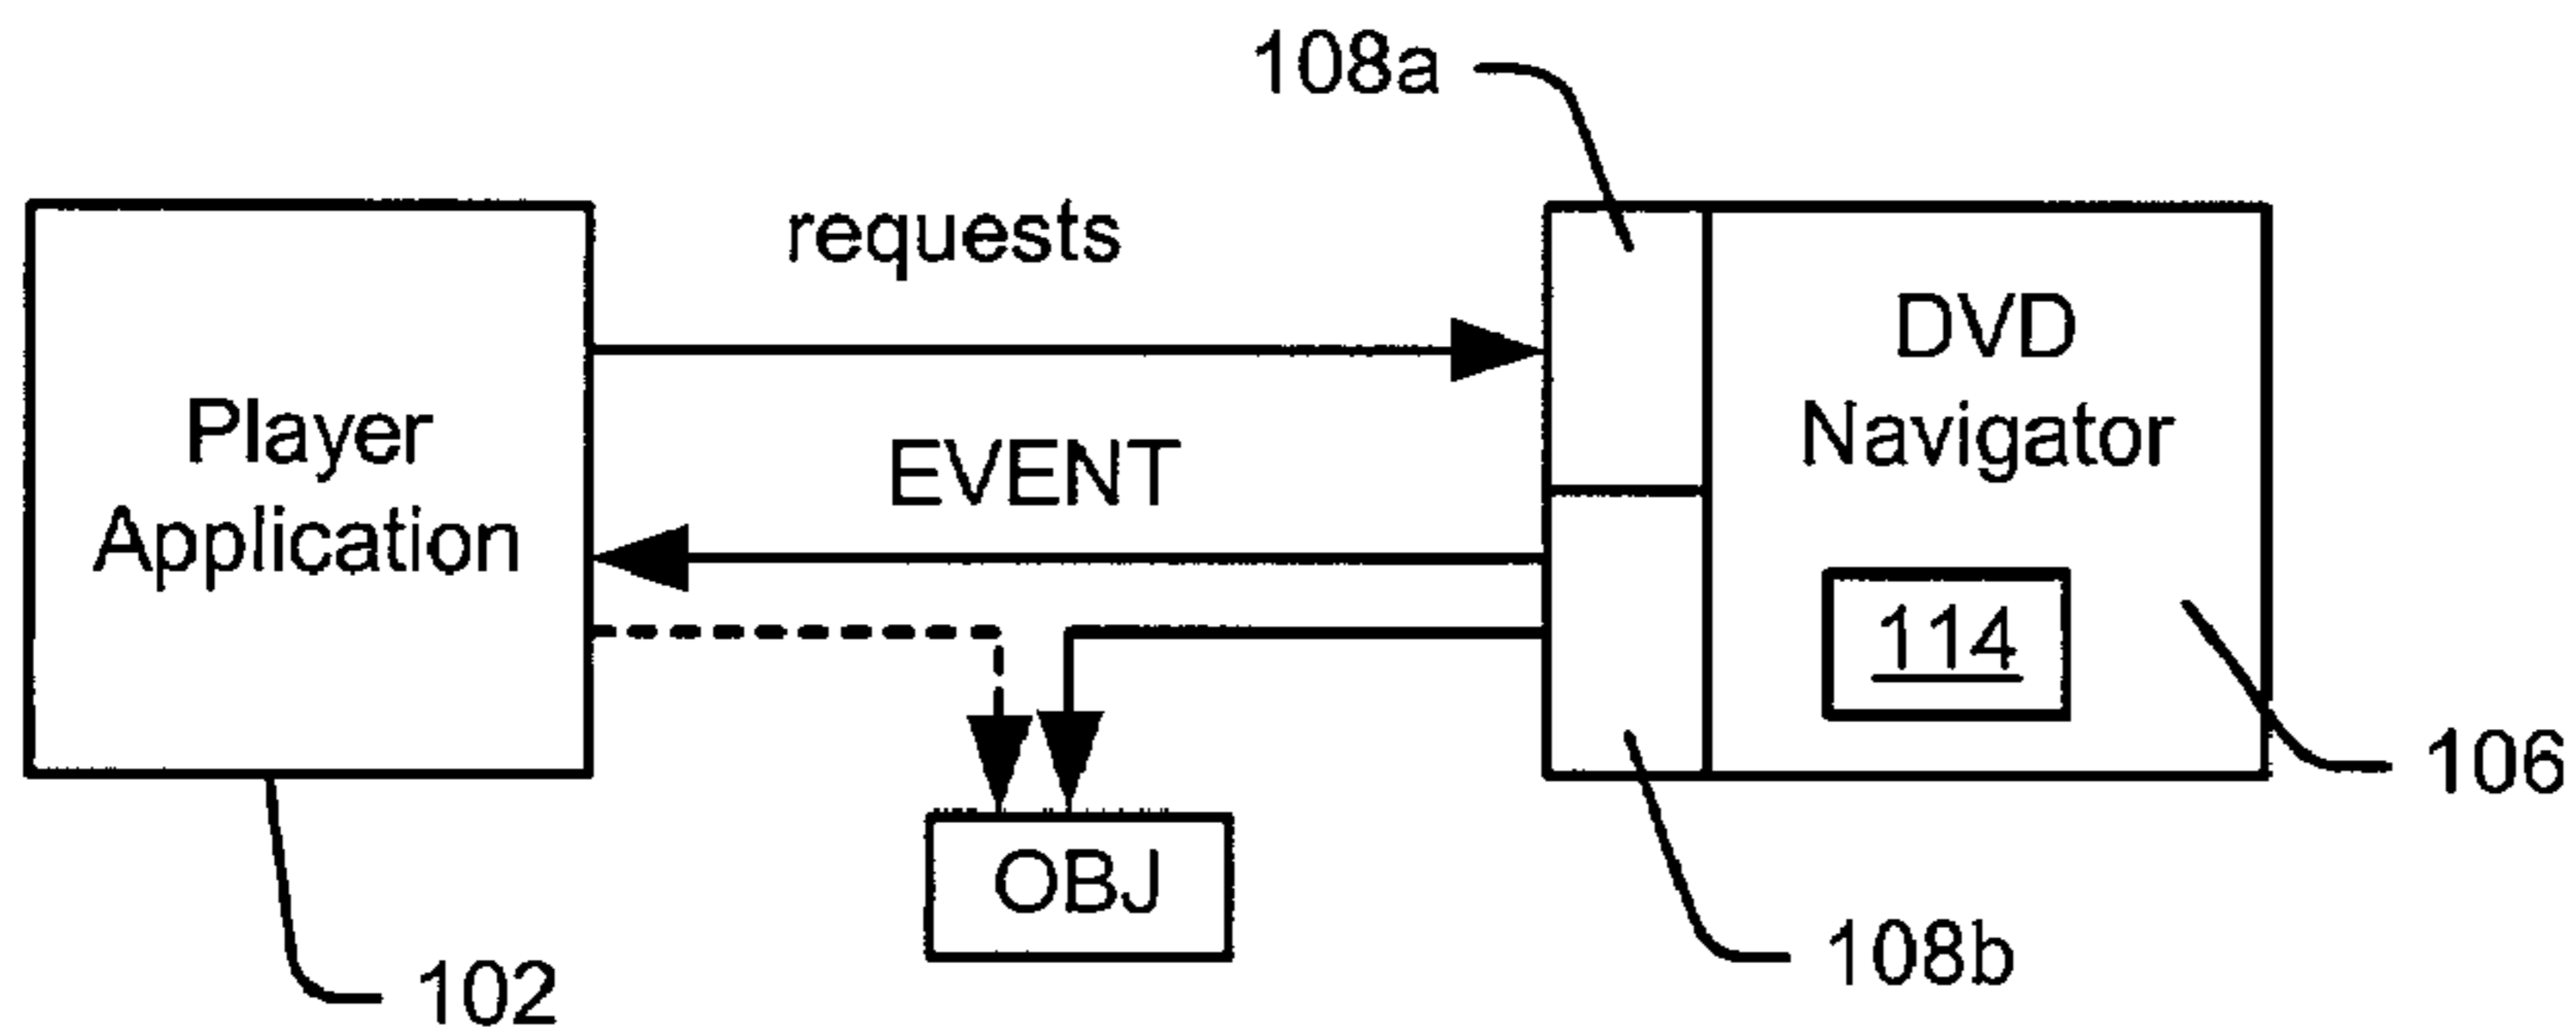 108a
requests
DVD
Navigator
Player
Application
EVENT
114
106
OBJ
108b
102